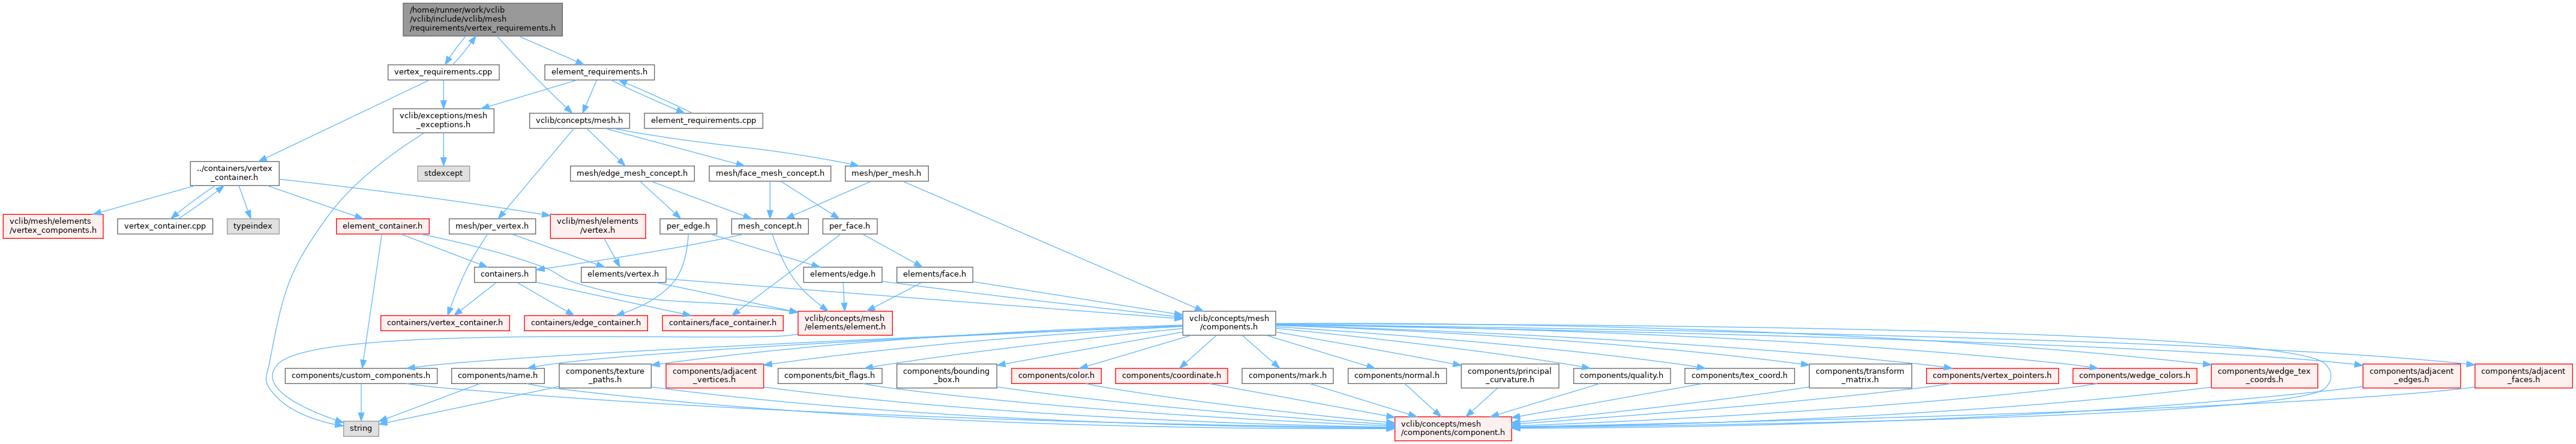 /home/runner/work/vclib
/vclib/include/vclib/mesh
/requirements/vertex_requirements.h
vertex_requirements.cpp
element_requirements.h
vclib/exceptions/mesh
_exceptions.h
vclib/concepts/mesh.h
element_requirements.cpp
../containers/vertex
_container.h
stdexcept
mesh/edge_mesh_concept.h
mesh/face_mesh_concept.h
mesh/per_mesh.h
vclib/mesh/elements
/vertex_components.h
vertex_container.cpp
typeindex
element_container.h
mesh/per_vertex.h
vclib/mesh/elements
/vertex.h
per_edge.h
mesh_concept.h
per_face.h
containers.h
elements/vertex.h
elements/edge.h
elements/face.h
containers/vertex_container.h
containers/edge_container.h
containers/face_container.h
vclib/concepts/mesh
/elements/element.h
vclib/concepts/mesh
/components.h
components/custom_components.h
components/name.h
components/texture
_paths.h
components/adjacent
_vertices.h
components/bit_flags.h
components/bounding
_box.h
components/color.h
components/coordinate.h
components/mark.h
components/normal.h
components/principal
_curvature.h
components/quality.h
components/tex_coord.h
components/transform
_matrix.h
components/vertex_pointers.h
components/wedge_colors.h
components/wedge_tex
_coords.h
components/adjacent
_edges.h
components/adjacent
_faces.h
string
vclib/concepts/mesh
/components/component.h